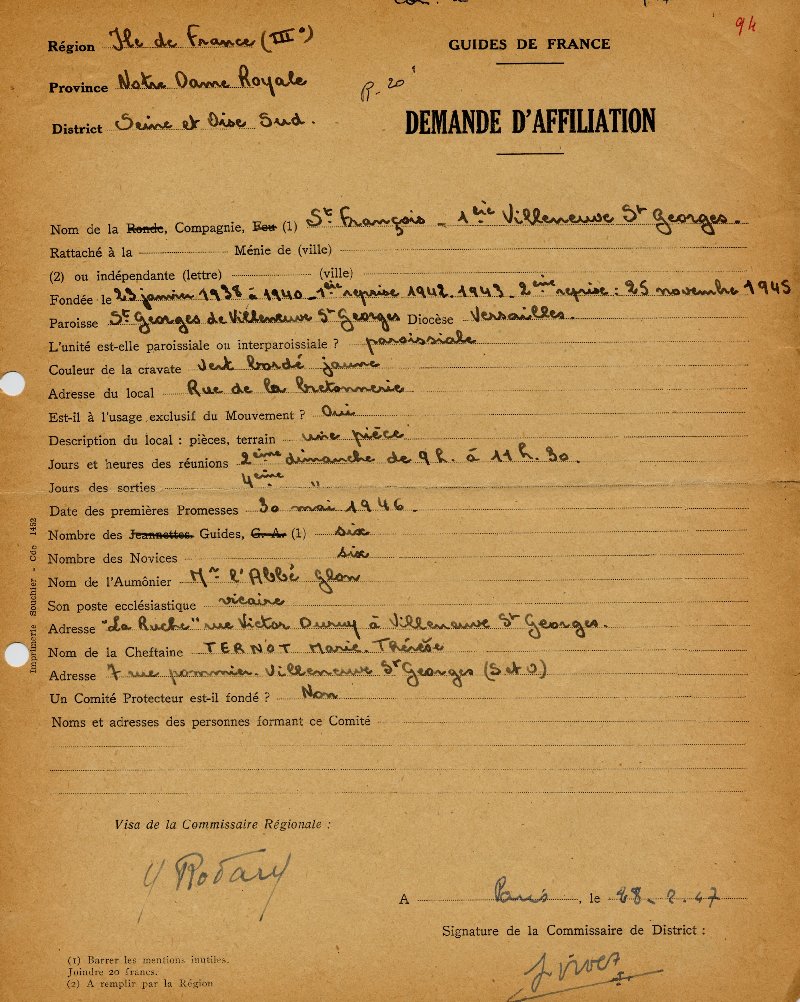 94
Région Ile de France (III°)
GUIDES DE FRANCE
Province Notre Dame Royale
R. 20
District Seine et Oise Sud.
DEMANDE D'AFFILIATION
Nom de la Ronde, Compagnie, Feu (1) St François - 1ère Villeneuve St Georges.
Rattaché à la Ménie de (ville)
(2) ou indépendante (lettre) (ville)
Fondée le 23 janvier 1938 à 1940 - 1ère reprise 1942. 1943 - 2ème reprise : 25 novembre 1945
Paroisse St Georges de Villeneuve St Georges Diocèse Versailles.
L'unité est-elle paroissiale ou interparoissiale ? paroissiale
Couleur de la cravate Vert bordé jaune
Adresse du local Rue de la bretonnerie
Est-il à l'usage exclusif du Mouvement ? Oui
Description du local : pièces, terrain une pièce
Jours et heures des réunions 2ème dimanche de 9h. à 11h. 30.
Jours des sorties 4ème "
Date des premières Promesses 30 mai 1946.
Nombre des Jeannettes. Guides, G. A. (1) six
Nombre des Novices six
Nom de l'Aumônier Mr l'Abbé Glon
Son poste ecclésiastique vicaire
Adresse "La Ruche" rue Victor Duruy à Villeneuve St Georges.
Nom de la Cheftaine TERNOT Marie-Thérèse
Adresse 7 rue pommier. Villeneuve St Georges (S et O)
Un Comité Protecteur est-il fondé ? Non
Noms et adresses des personnes formant ce Comité
Imprimerie Souchier - Cde 1452
Visa de la Commissaire Régionale :
Y Rodary
A Paris, le 28-2-47
Signature de la Commissaire de District :
(1) Barrer les mentions inutiles.
Joindre 20 francs.
(2) A remplir par la Région